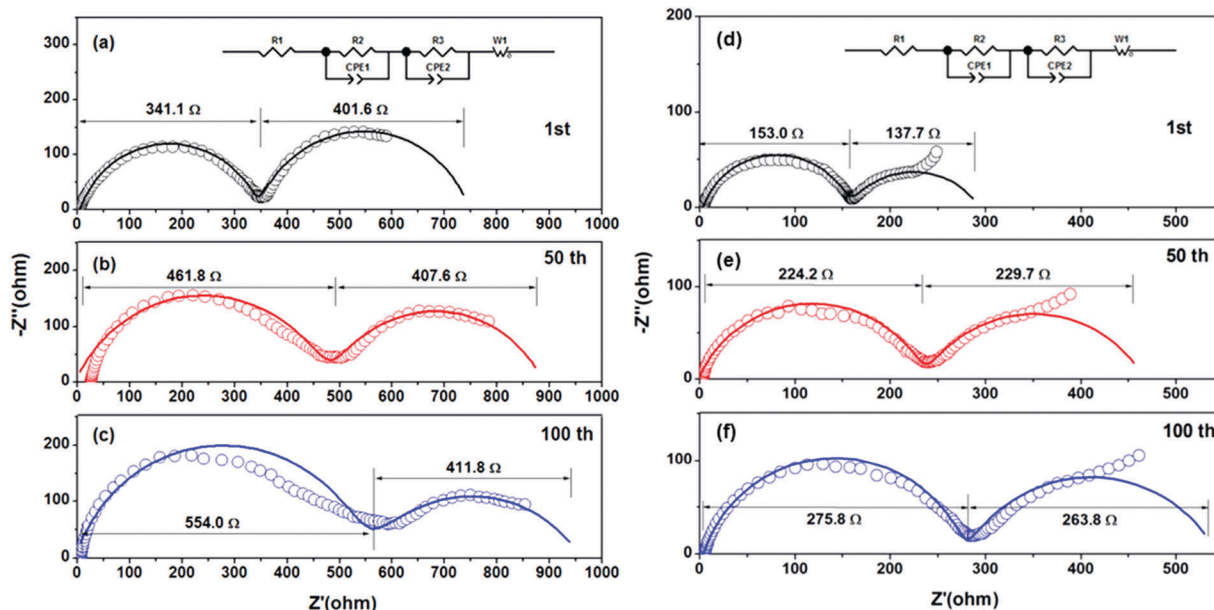 (a)
R1 R2 R3 W1
CPE1 CPE2
341.1 Ω 401.6 Ω
1st
300
200
100
0
0 100 200 300 400 500 600 700 800 900 1000
(b)
50 th
461.8 Ω 407.6 Ω
200
100
0
0 100 200 300 400 500 600 700 800 900 1000
(c)
100 th
411.8 Ω
554.0 Ω
200
100
0
0 100 200 300 400 500 600 700 800 900 1000
-Z''(ohm)
Z'(ohm)
(d)
R1 R2 R3 W1
CPE1 CPE2
153.0 Ω 137.7 Ω
1st
200
100
0
0 100 200 300 400 500
(e)
50 th
224.2 Ω 229.7 Ω
100
0
0 100 200 300 400 500
(f)
100 th
275.8 Ω 263.8 Ω
100
0
0 100 200 300 400 500
-Z''(ohm)
Z'(ohm)